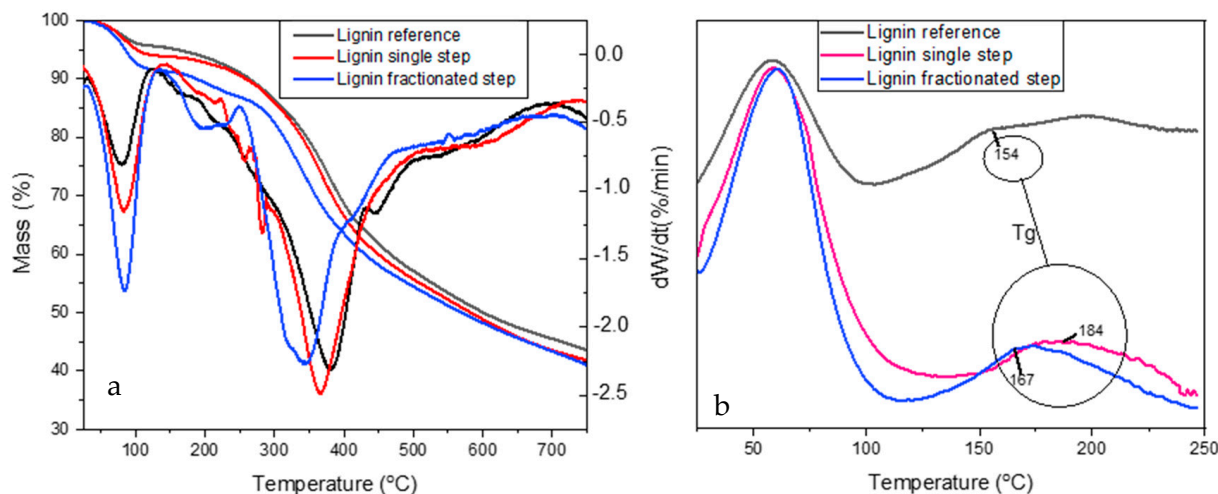 Lignin reference
Lignin single step
Lignin fractionated step
100
90
80
70
60
50
40
30
Mass (%)
0.0
-0.5
-1.0
-1.5
-2.0
-2.5
a
100 200 300 400 500 600 700
Temperature (°C)
Lignin reference
Lignin single step
Lignin fractionated step
dW/dt(%/min)
154
Tg
184
167
b
50 100 150 200 250
Temperature (°C)